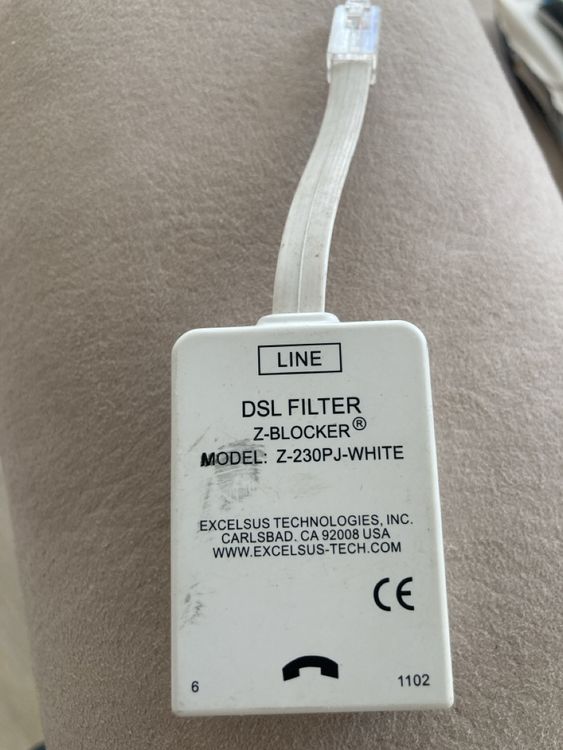 LINE
DSL FILTER
Z-BLOCKER®
MODEL: Z-230PJ-WHITE
EXCELSUS TECHNOLOGIES, INC.
CARLSBAD, CA 92008 USA
WWW.EXCELSUS-TECH.COM
CE
6 1102